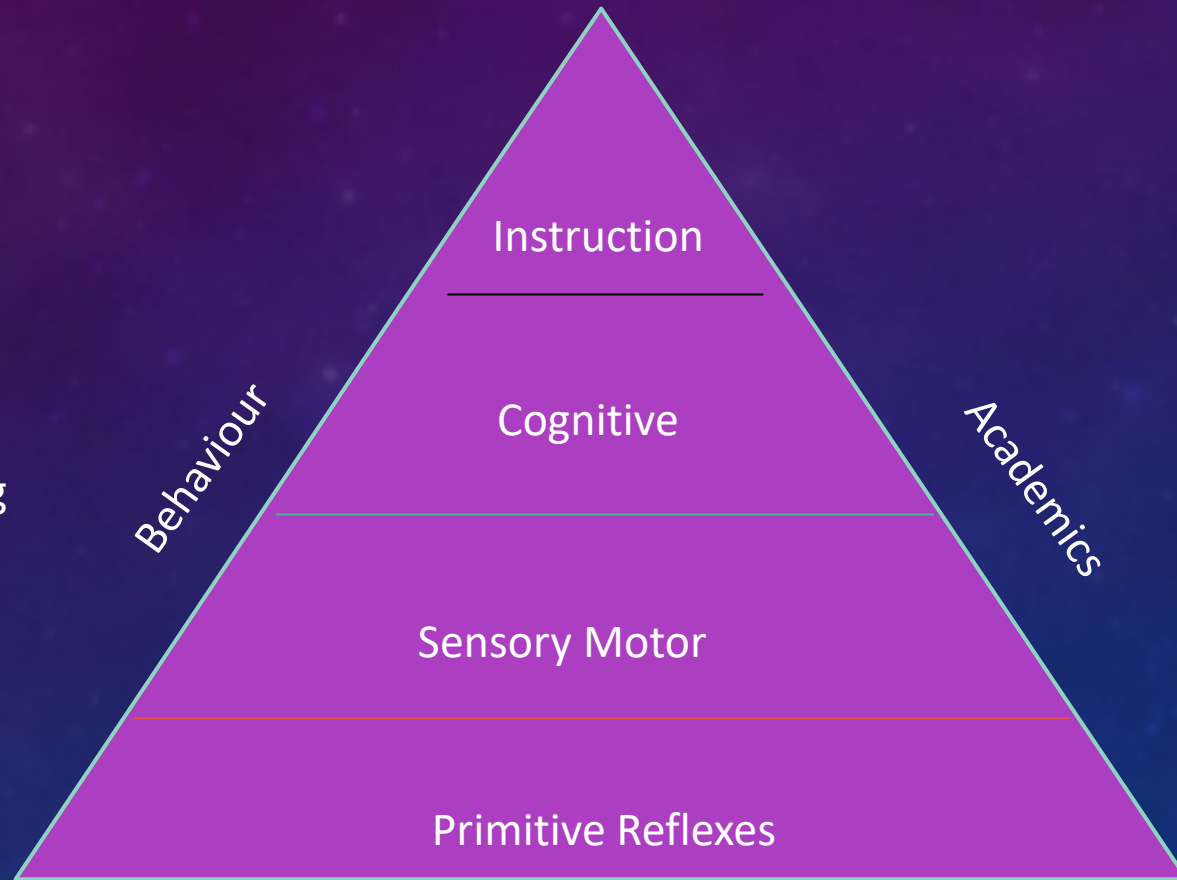 Instruction
Cognitive
Behaviour
Academics
Sensory Motor
Primitive Reflexes